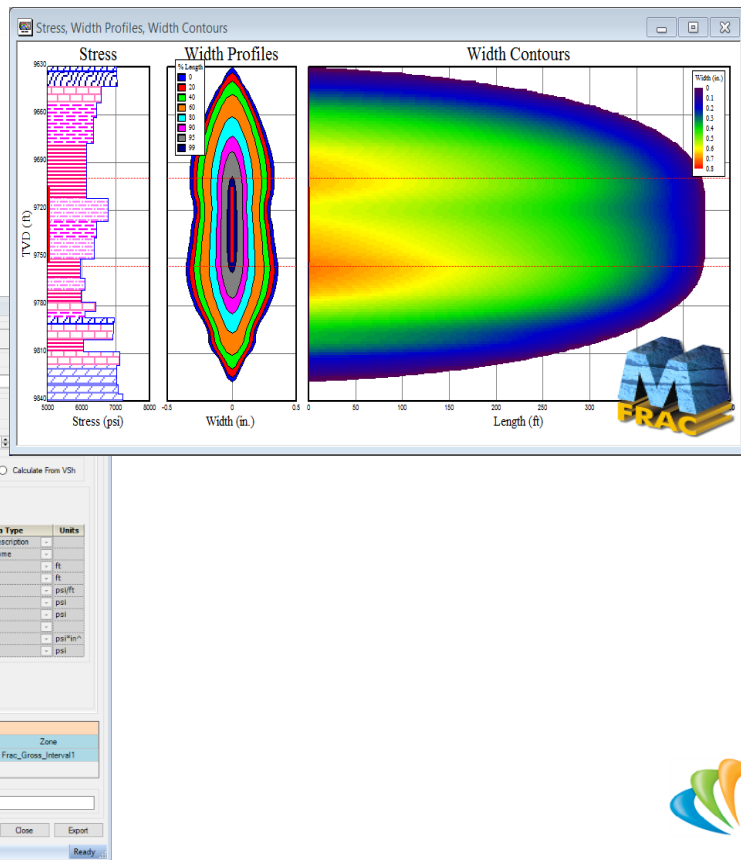 Stress, Width Profiles, Width Contours
Stress
Width Profiles
Width Contours
% Length
0
20
40
60
80
90
95
99
Width (in.)
0
0.1
0.2
0.3
0.4
0.5
0.6
0.7
0.8
TVD (ft)
9630
9660
9690
9720
9750
9780
9810
9840
5000 6000 7000 8000
-0.5 0 0.5
0 50 100 150 200 250 300
Stress (psi)
Width (in.)
Length (ft)
M
FRAC
Calculate From VSh
Type Units
ft
ft
psi/ft
psi
psi
psi*in^
psi
Zone
Frac_Gross_Interval1
Close Export
Ready